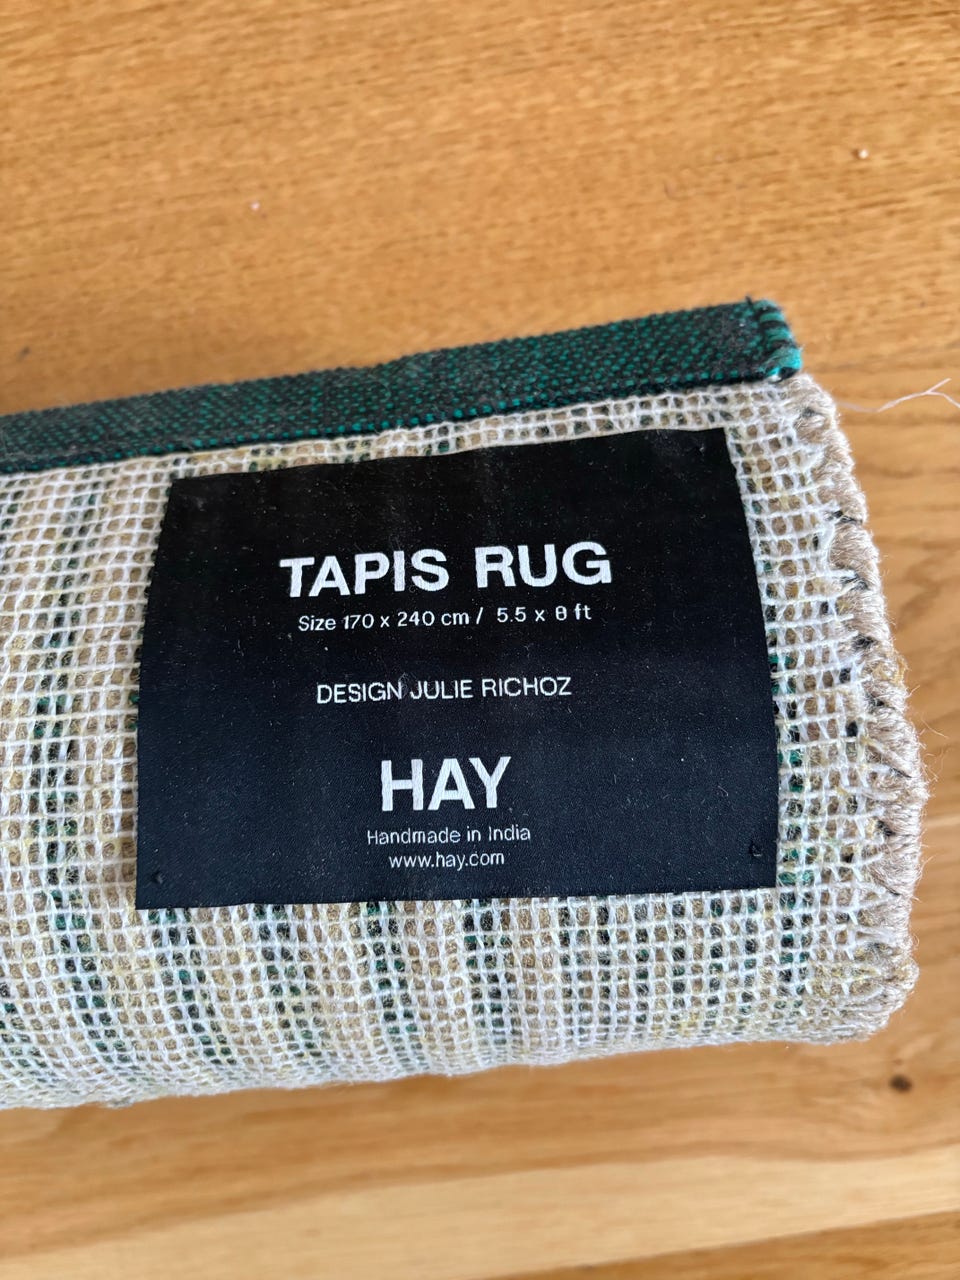 TAPIS RUG
Size 170 x 240 cm / 5.5 x 8 ft
DESIGN JULIE RICHOZ
HAY
Handmade in India
www.hay.com